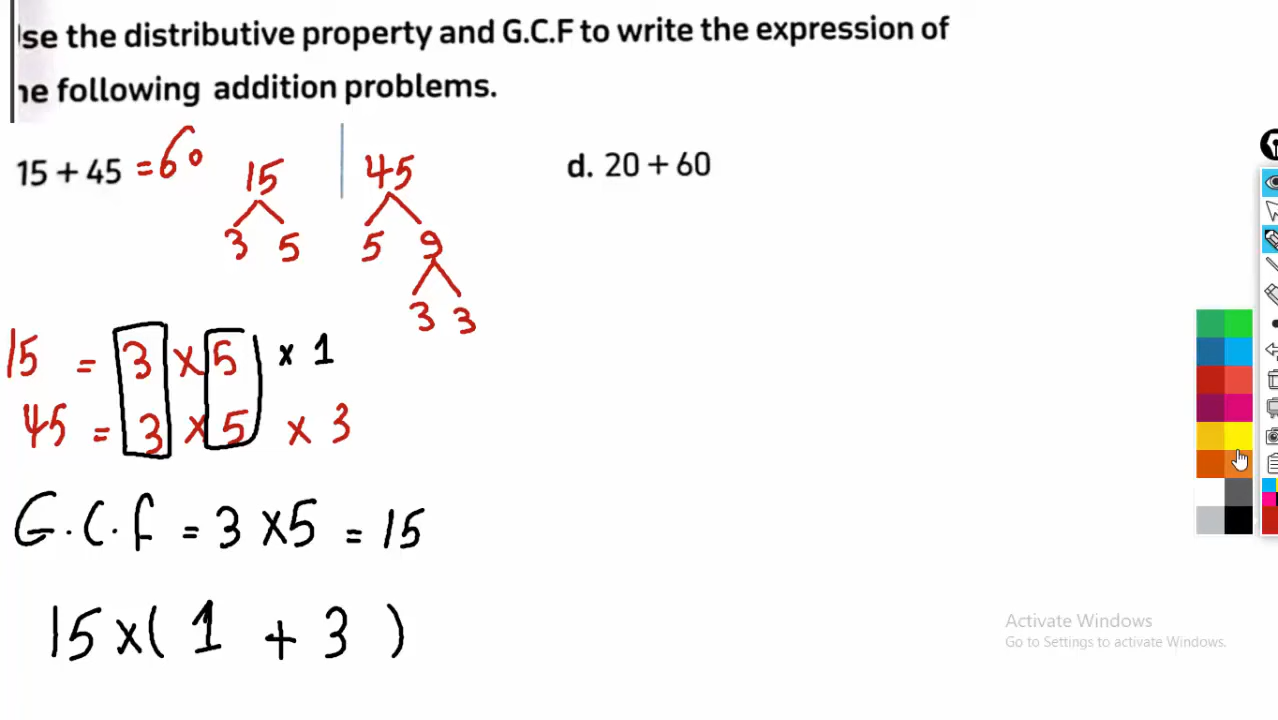 se the distributive property and G.C.F to write the expression of
he following addition problems.
15 + 45 = 60
15
3 5
45
5 9
3 3
d. 20 + 60
15 = 3 × 5 × 1
45 = 3 × 5 × 3
G.C.f = 3 × 5 = 15
15 × ( 1 + 3 )
Activate Windows
Go to Settings to activate Windows.